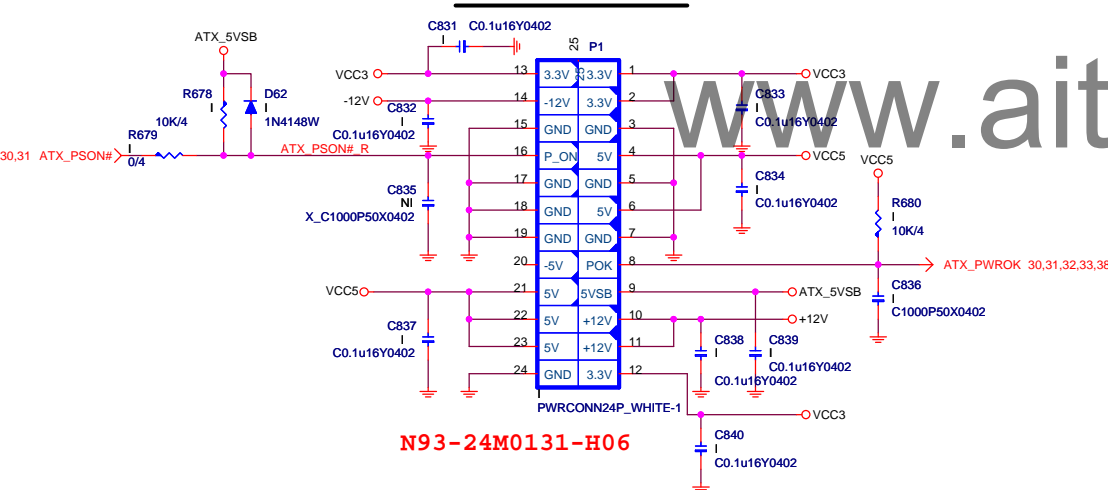 C831
I
C0.1u16Y0402
ATX_5VSB
25
P1
VCC3
13
3.3V
25
3.3V
1
VCC3
www.ait
R678
I
10K/4
D62
I
1N4148W
-12V
14
-12V
3.3V
2
C832
I
C0.1u16Y0402
C833
I
C0.1u16Y0402
15
GND
GND
3
R679
I
0/4
30,31
ATX_PSON#
ATX_PSON#_R
16
P_ON
5V
4
VCC5
VCC5
17
GND
GND
5
C834
I
C0.1u16Y0402
C835
NI
X_C1000P50X0402
18
GND
5V
6
R680
I
10K/4
19
GND
GND
7
20
-5V
POK
8
ATX_PWROK
30,31,32,33,38
VCC5
21
5V
5VSB
9
ATX_5VSB
C836
I
C1000P50X0402
22
5V
+12V
10
+12V
C837
I
C0.1u16Y0402
23
5V
+12V
11
C838
I
C0.1u16Y0402
C839
I
C0.1u16Y0402
24
GND
3.3V
12
I
PWRCONN24P_WHITE-1
VCC3
N93-24M0131-H06
C840
I
C0.1u16Y0402